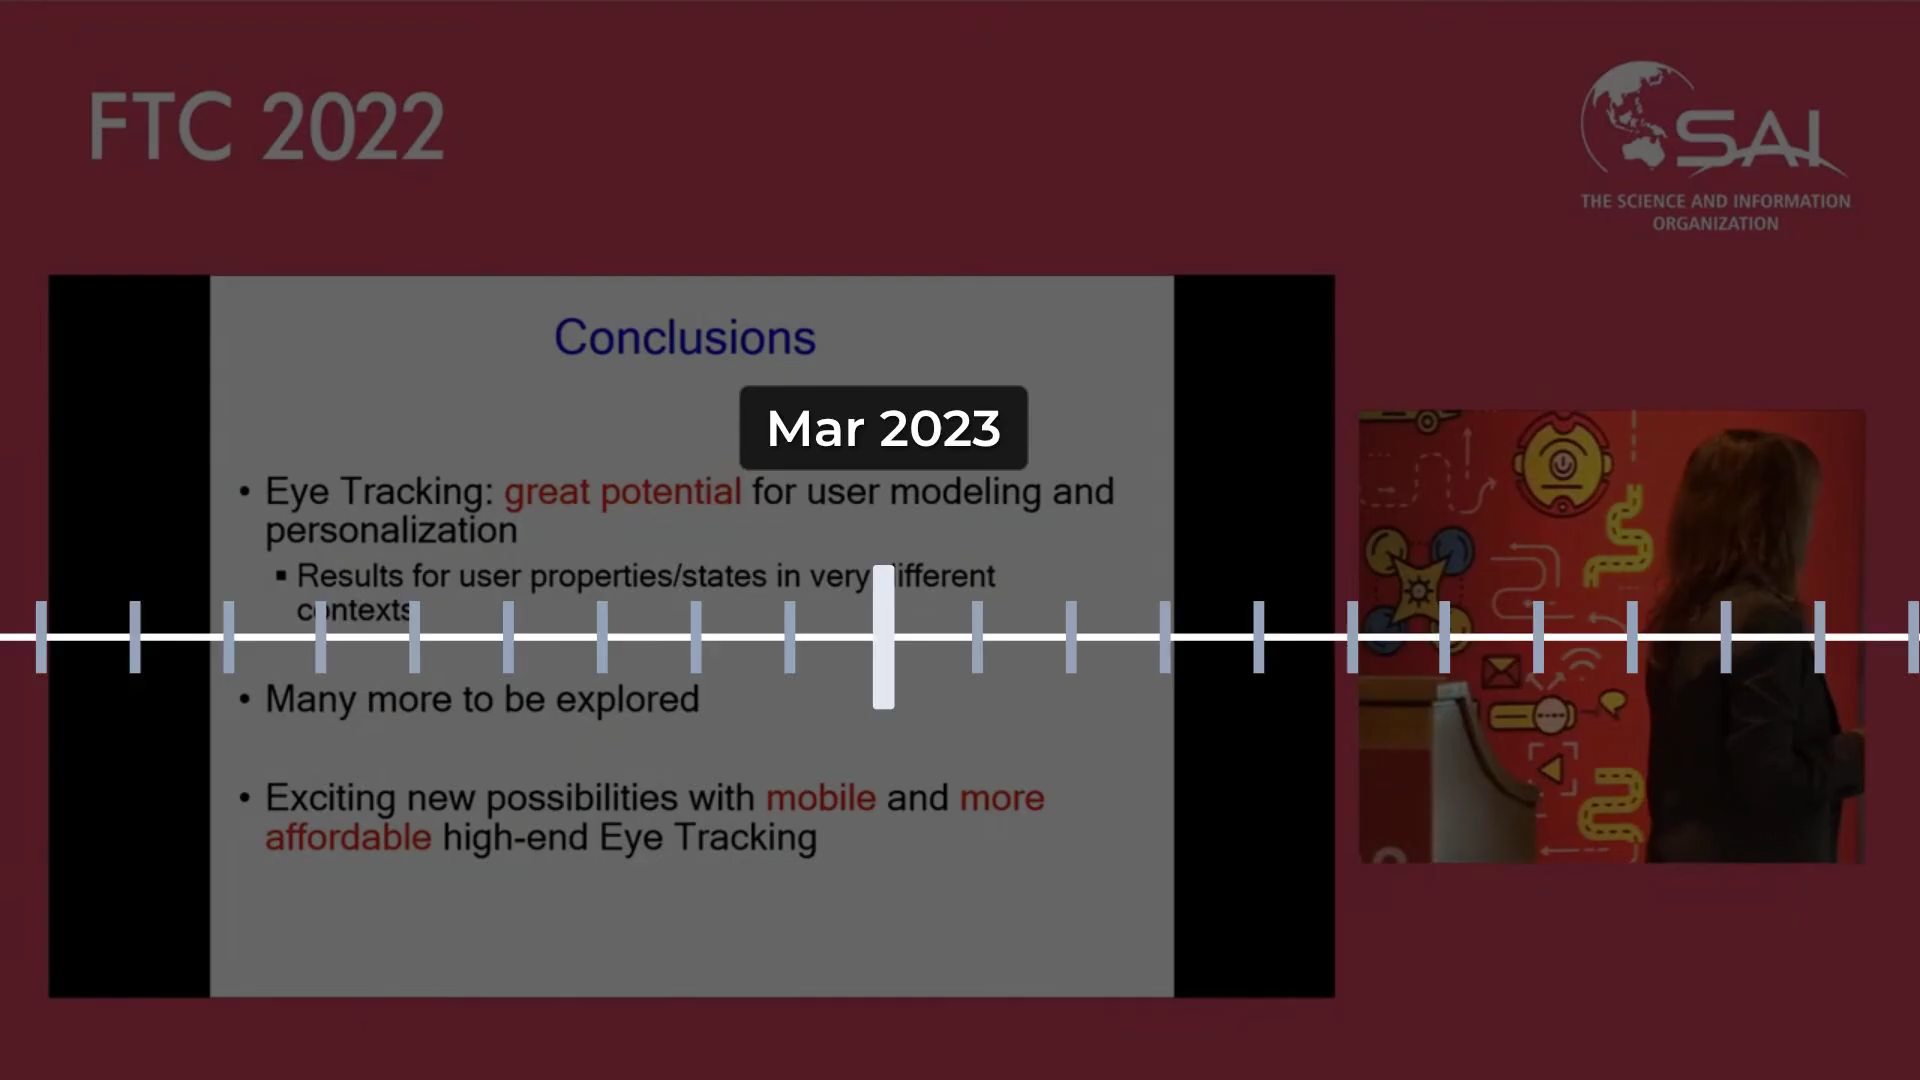 FTC 2022
SAI
THE SCIENCE AND INFORMATION
ORGANIZATION
Conclusions
Mar 2023
• Eye Tracking: great potential for user modeling and
personalization
▪ Results for user properties/states in very different
contexts
• Many more to be explored
• Exciting new possibilities with mobile and more
affordable high-end Eye Tracking